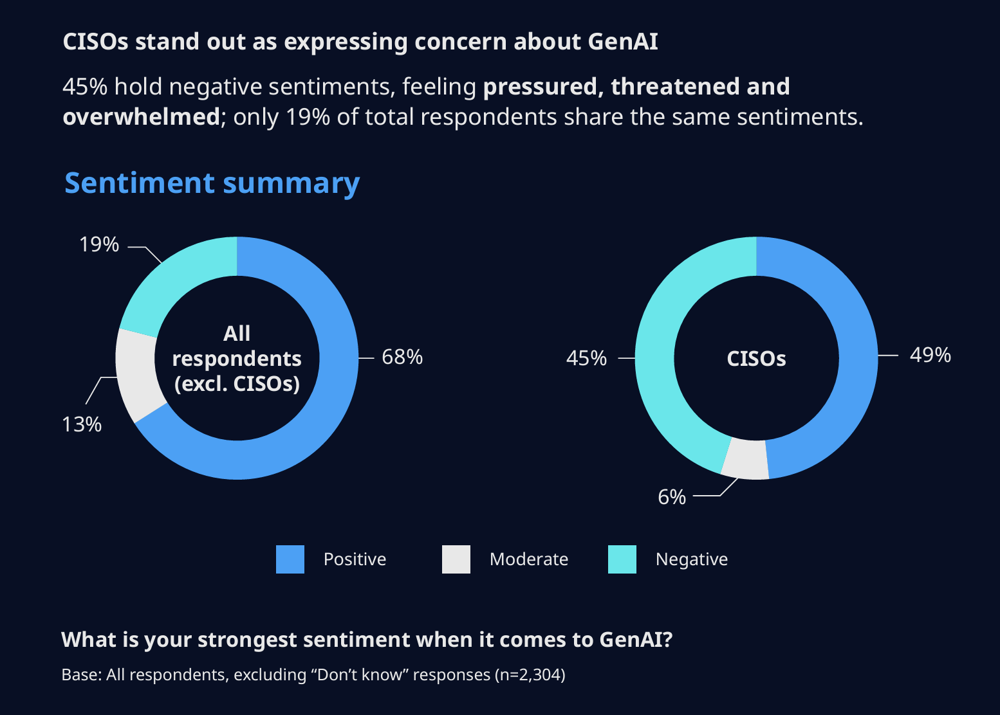 CISOs stand out as expressing concern about GenAI
45% hold negative sentiments, feeling pressured, threatened and
overwhelmed; only 19% of total respondents share the same sentiments.
Sentiment summary
19%
All
respondents
(excl. CISOs)
68%
13%
45%
CISOs
49%
6%
Positive
Moderate
Negative
What is your strongest sentiment when it comes to GenAI?
Base: All respondents, excluding “Don’t know” responses (n=2,304)